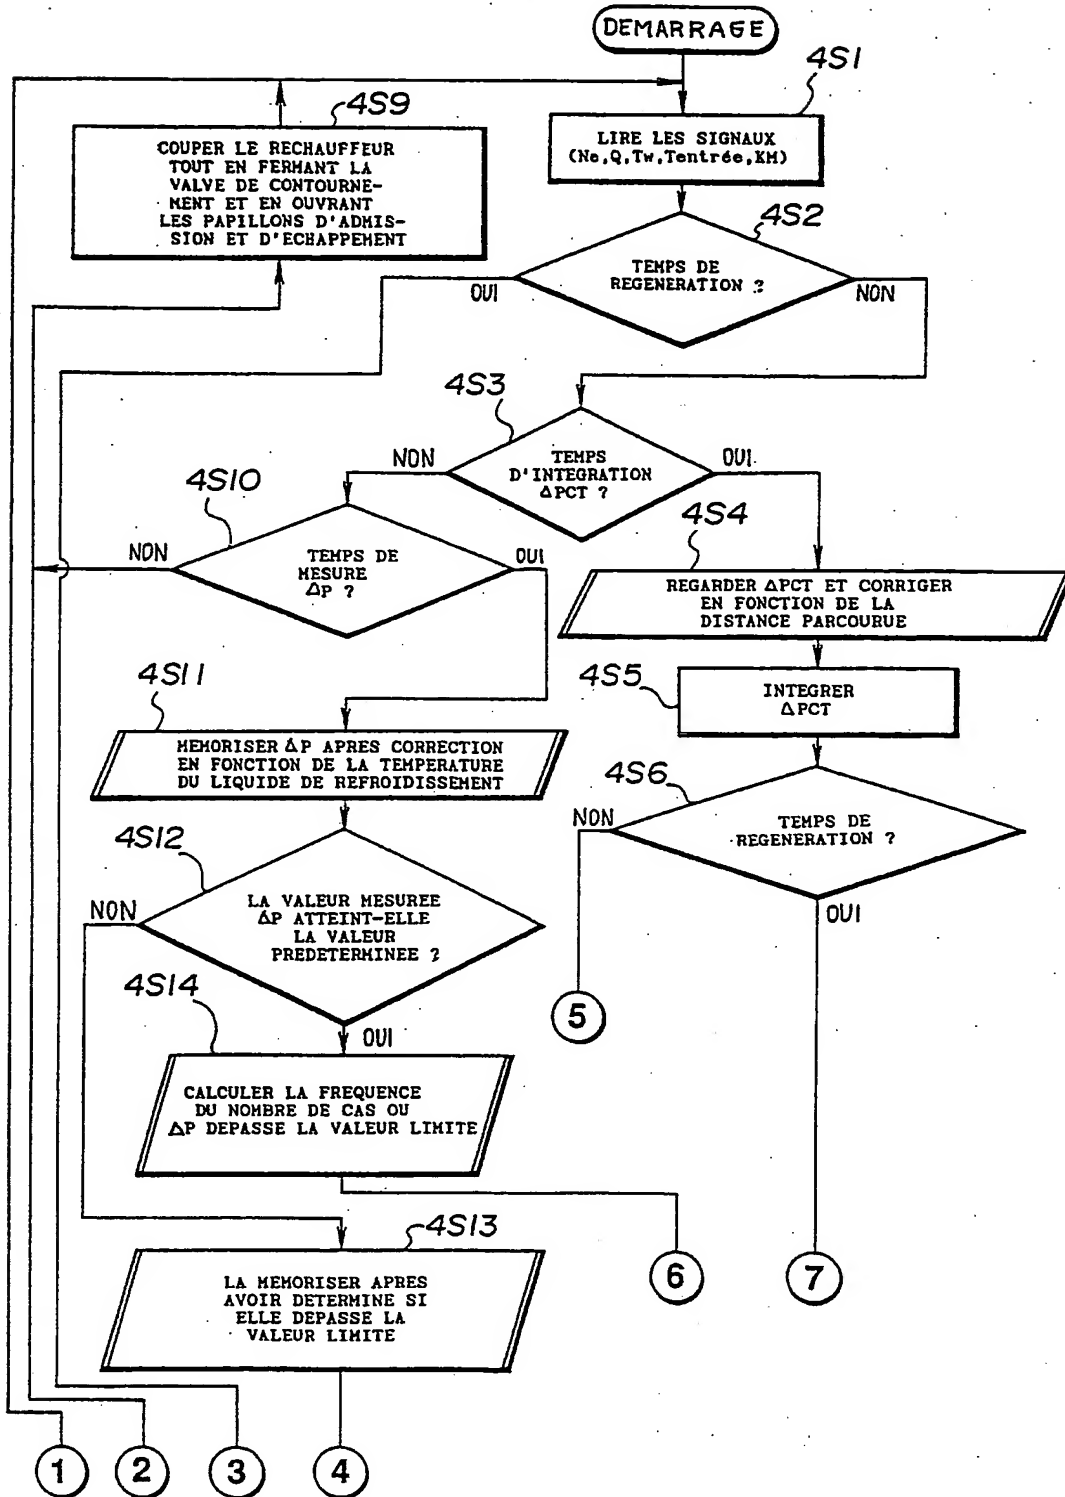 DEMARRAGE
4S1
LIRE LES SIGNAUX
(Ne,Q,Tw,Tentrée,KM)
4S9
COUPER LE RECHAUFFEUR
TOUT EN FERMANT LA
VALVE DE CONTOURNE-
MENT ET EN OUVRANT
LES PAPILLONS D'ADMIS-
SION ET D'ECHAPPEMENT
4S2
TEMPS DE
REGENERATION ?
OUI
NON
4S3
TEMPS
D'INTEGRATION
ΔPCT ?
NON
OUI
4S10
TEMPS DE
MESURE
ΔP ?
NON
OUI
4S4
REGARDER ΔPCT ET CORRIGER
EN FONCTION DE LA
DISTANCE PARCOURUE
4S5
INTEGRER
ΔPCT
4S11
MEMORISER ΔP APRES CORRECTION
EN FONCTION DE LA TEMPERATURE
DU LIQUIDE DE REFROIDISSEMENT
4S6
TEMPS DE
REGENERATION ?
NON
OUI
4S12
LA VALEUR MESUREE
ΔP ATTEINT-ELLE
LA VALEUR
PREDETERMINEE ?
NON
OUI
4S14
CALCULER LA FREQUENCE
DU NOMBRE DE CAS OU
ΔP DEPASSE LA VALEUR LIMITE
5
4S13
LA MEMORISER APRES
AVOIR DETERMINE SI
ELLE DEPASSE LA
VALEUR LIMITE
6
7
1
2
3
4